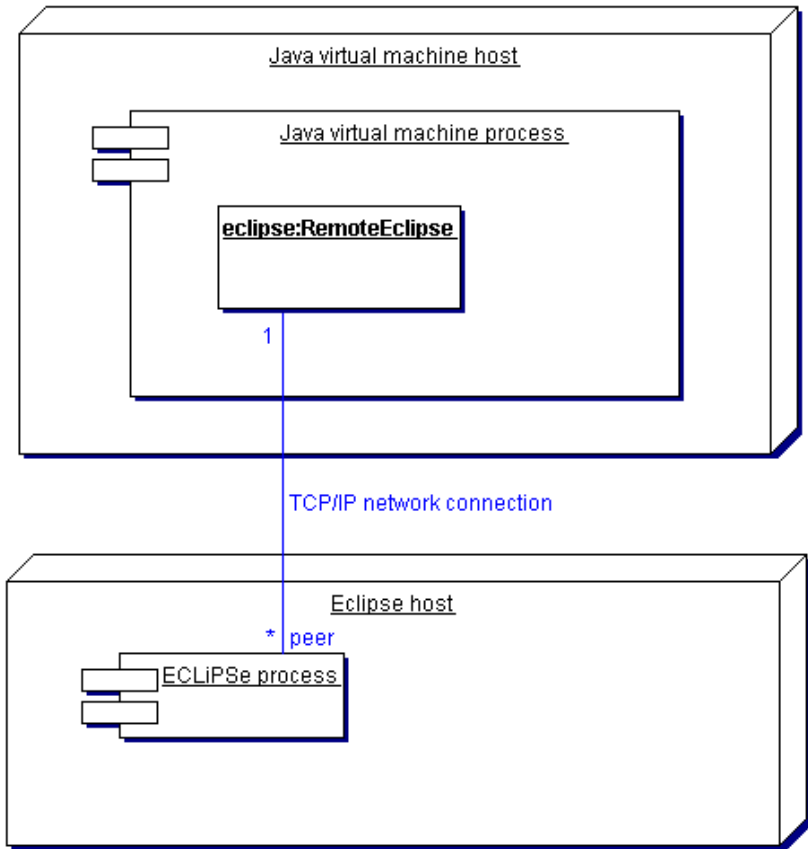 Java virtual machine host
Java virtual machine process
eclipse:RemoteEclipse
1
TCP/IP network connection
Eclipse host
* peer
ECLiPSe process